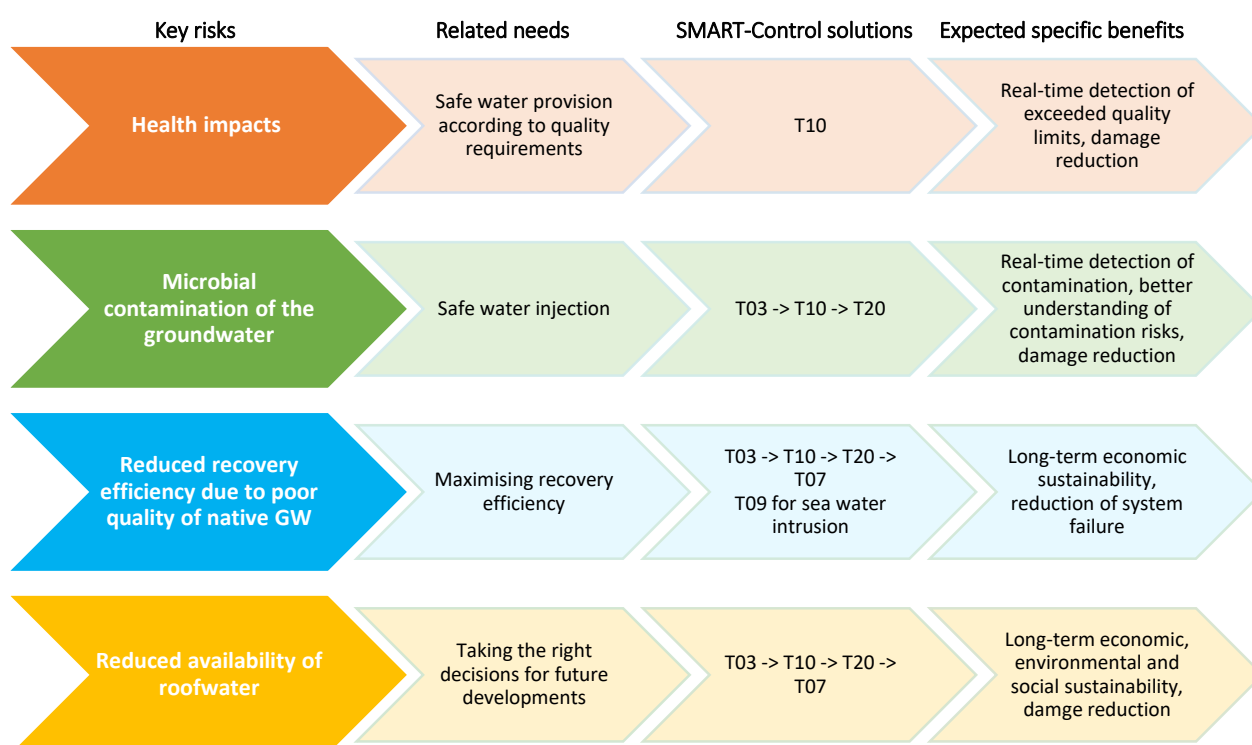 Key risks
Related needs
SMART-Control solutions
Expected specific benefits
Health impacts
Safe water provision
according to quality
requirements
T10
Real-time detection of
exceeded quality
limits, damage
reduction
Microbial
contamination of the
groundwater
Safe water injection
T03 -> T10 -> T20
Real-time detection of
contamination, better
understanding of
contamination risks,
damage reduction
Reduced recovery
efficiency due to poor
quality of native GW
Maximising recovery
efficiency
T03 -> T10 -> T20 ->
T07
T09 for sea water
intrusion
Long-term economic
sustainability,
reduction of system
failure
Reduced availability of
roofwater
Taking the right
decisions for future
developments
T03 -> T10 -> T20 ->
T07
Long-term economic,
environmental and
social sustainability,
damge reduction